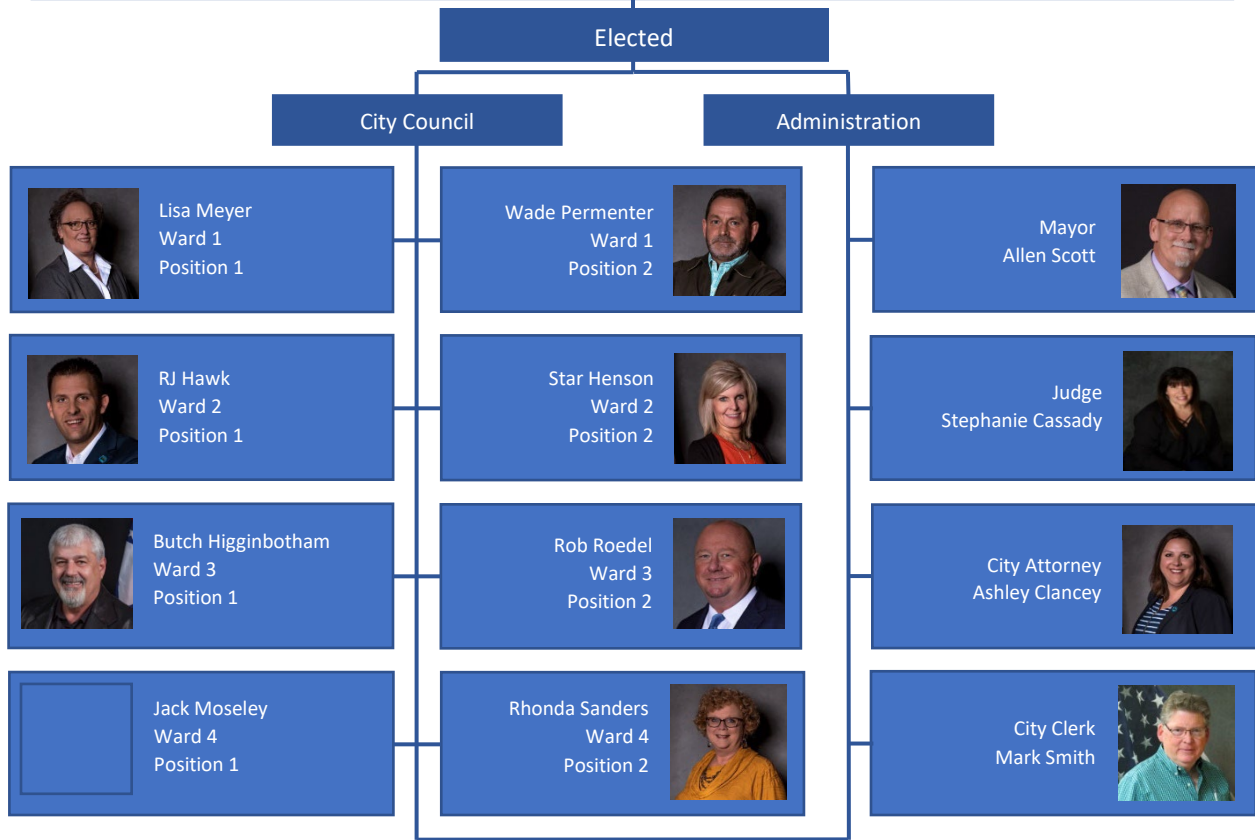 Elected
City Council
Administration
Lisa Meyer
Ward 1
Position 1
Wade Permenter
Ward 1
Position 2
Mayor
Allen Scott
RJ Hawk
Ward 2
Position 1
Star Henson
Ward 2
Position 2
Judge
Stephanie Cassady
Butch Higginbotham
Ward 3
Position 1
Rob Roedel
Ward 3
Position 2
City Attorney
Ashley Clancey
Jack Moseley
Ward 4
Position 1
Rhonda Sanders
Ward 4
Position 2
City Clerk
Mark Smith